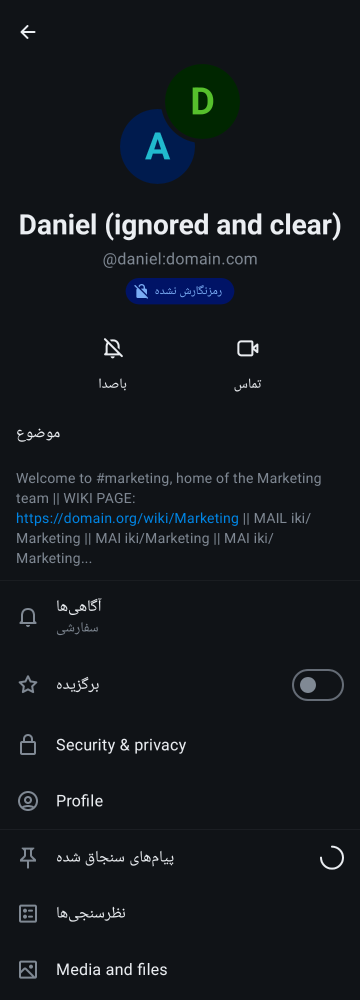 D
A
Daniel (ignored and clear)
@daniel:domain.com
رمزنگارش نشده
باصدا
تماس
موضوع
Welcome to #marketing, home of the Marketing
team || WIKI PAGE:
https://domain.org/wiki/Marketing || MAIL iki/
Marketing || MAI iki/Marketing || MAI iki/
Marketing...
آگاهی‌ها
سفارشی
برگزیده
Security & privacy
Profile
پیام‌های سنجاق شده
نظرسنجی‌ها
Media and files